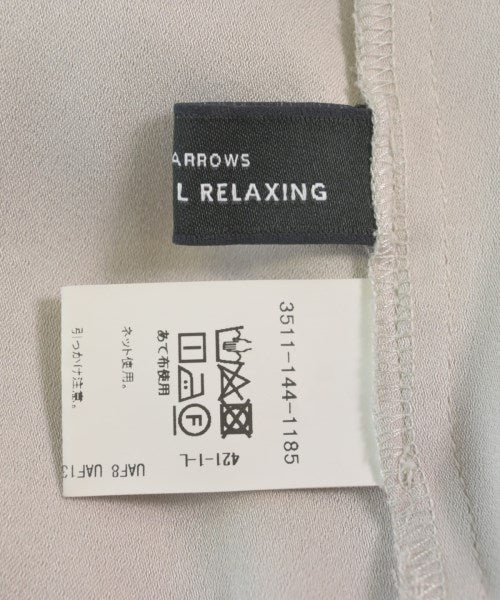 ARROWS
L RELAXING
3511-144-1185
421-1-L
あて布使用
ネット使用。
引っかけ注意。
UAF8 UAF13